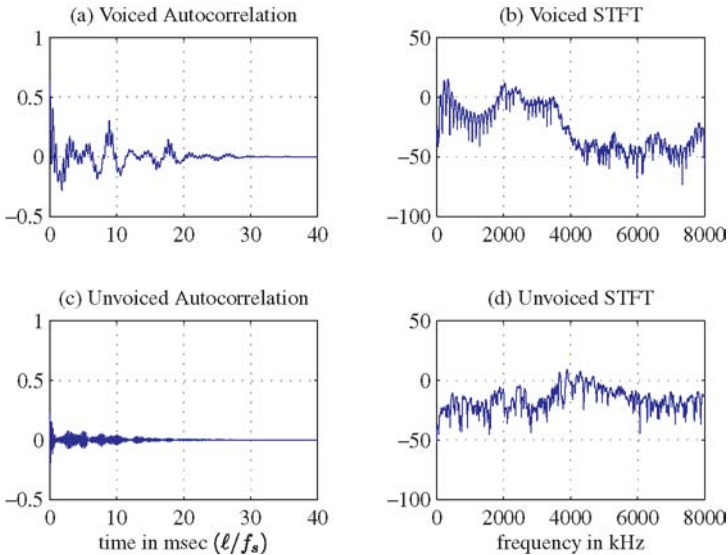 (a) Voiced Autocorrelation
1
0.5
0
−0.5
0 10 20 30 40
(b) Voiced STFT
50
0
−50
−100
0 2000 4000 6000 8000
(c) Unvoiced Autocorrelation
1
0.5
0
−0.5
0 10 20 30 40
time in msec (ℓ/fₛ)
(d) Unvoiced STFT
50
0
−50
−100
0 2000 4000 6000 8000
frequency in kHz